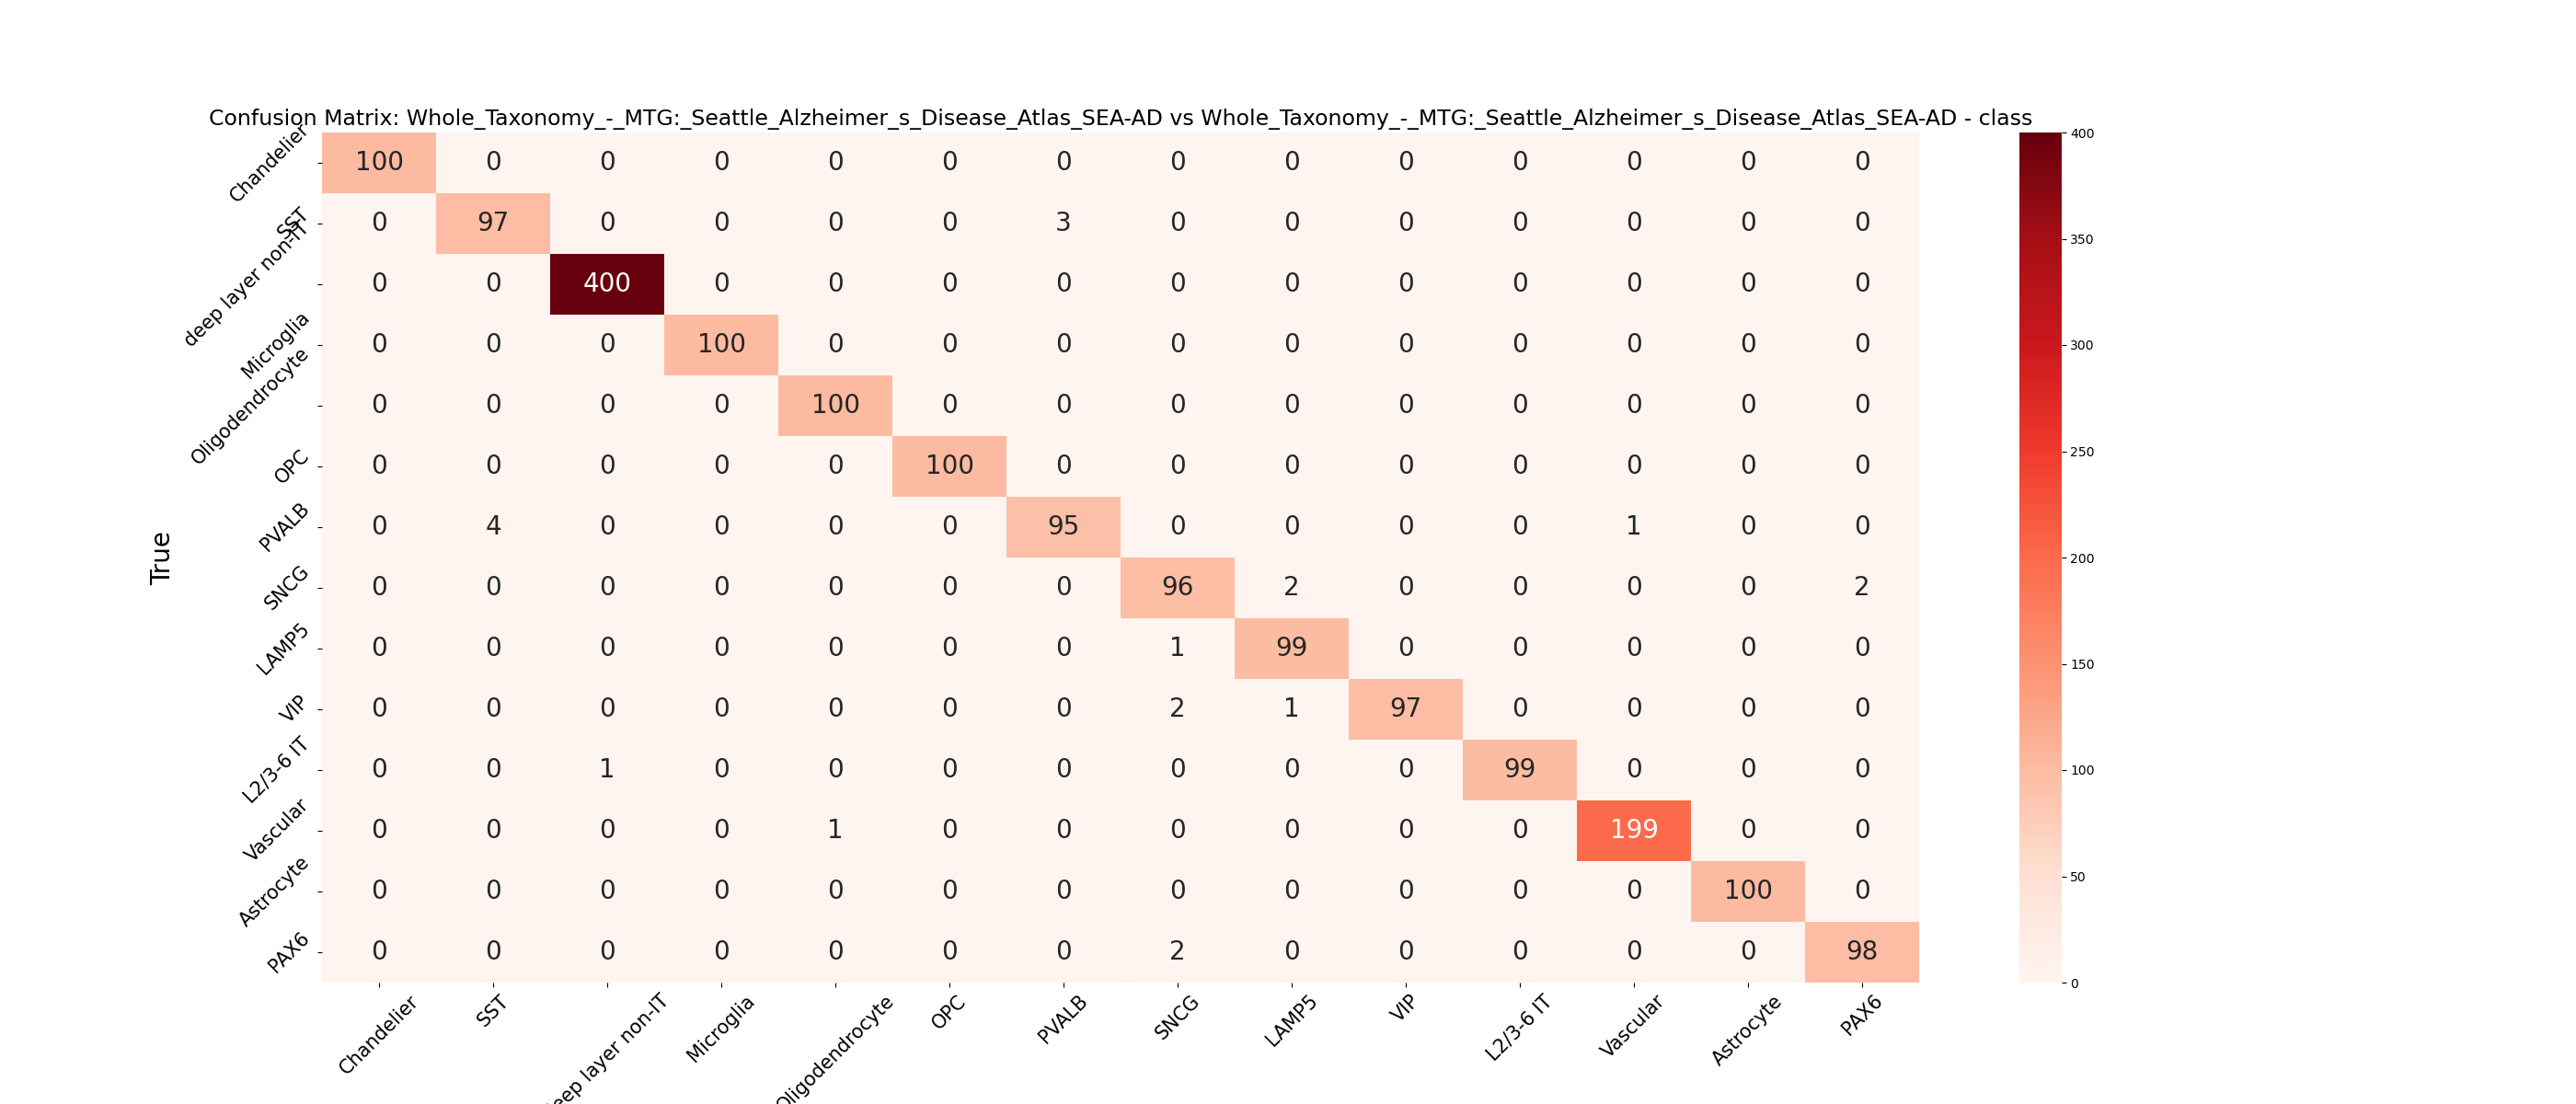 Confusion Matrix: Whole_Taxonomy_-_MTG:_Seattle_Alzheimer_s_Disease_Atlas_SEA-AD vs Whole_Taxonomy_-_MTG:_Seattle_Alzheimer_s_Disease_Atlas_SEA-AD - class
True
Chandelier 100 0 0 0 0 0 0 0 0 0 0 0 0 0
SST 0 97 0 0 0 0 3 0 0 0 0 0 0 0
deep layer non-IT 0 0 400 0 0 0 0 0 0 0 0 0 0 0
Microglia 0 0 0 100 0 0 0 0 0 0 0 0 0 0
Oligodendrocyte 0 0 0 0 100 0 0 0 0 0 0 0 0 0
OPC 0 0 0 0 0 100 0 0 0 0 0 0 0 0
PVALB 0 4 0 0 0 0 95 0 0 0 0 1 0 0
SNCG 0 0 0 0 0 0 0 96 2 0 0 0 0 2
LAMP5 0 0 0 0 0 0 0 1 99 0 0 0 0 0
VIP 0 0 0 0 0 0 0 2 1 97 0 0 0 0
L2/3-6 IT 0 0 1 0 0 0 0 0 0 0 99 0 0 0
Vascular 0 0 0 0 1 0 0 0 0 0 0 199 0 0
Astrocyte 0 0 0 0 0 0 0 0 0 0 0 0 100 0
PAX6 0 0 0 0 0 0 0 2 0 0 0 0 0 98
Chandelier SST eep layer non-IT Microglia Oligodendrocyte OPC PVALB SNCG LAMP5 VIP L2/3-6 IT Vascular Astrocyte PAX6
400
350
300
250
200
150
100
50
0